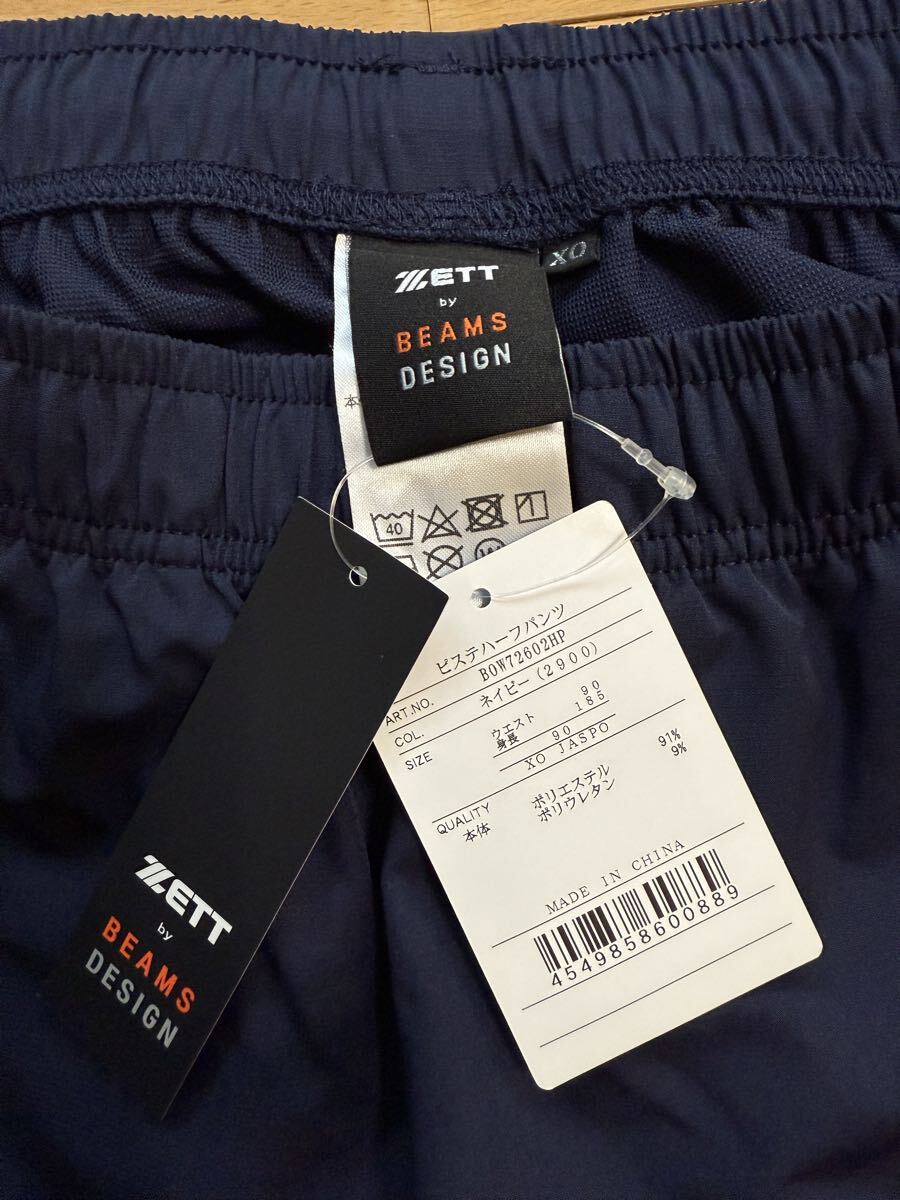 ZETT
by
BEAMS
DESIGN
XO
本
40
W
ピステハーフパンツ
ART.NO. BOW72602HP
COL. ネイビー(2900)
SIZE ウエスト 90
身長 185
90
XO JASPO
QUALITY ポリエステル 91%
本体 ポリウレタン 9%
MADE IN CHINA
4549858600889
ZETT
by
BEAMS
DESIGN